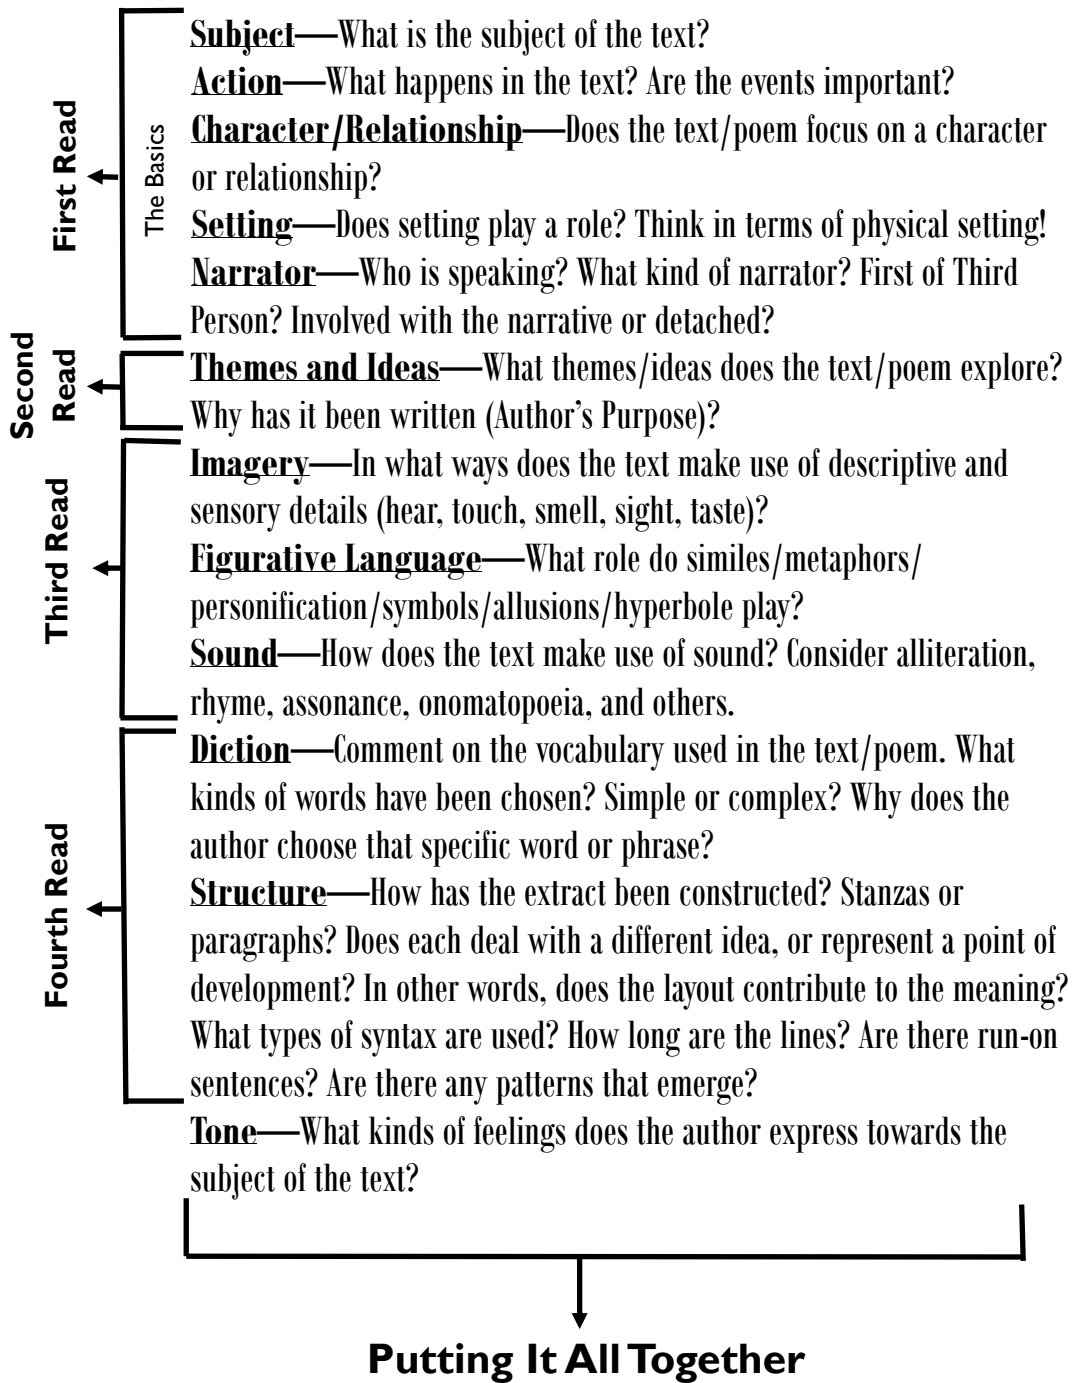 First Read
The Basics
Subject—What is the subject of the text?
Action—What happens in the text? Are the events important?
Character/Relationship—Does the text/poem focus on a character
or relationship?
Setting—Does setting play a role? Think in terms of physical setting!
Narrator—Who is speaking? What kind of narrator? First of Third
Person? Involved with the narrative or detached?
Second
Read
Themes and Ideas—What themes/ideas does the text/poem explore?
Why has it been written (Author's Purpose)?
Third Read
Imagery—In what ways does the text make use of descriptive and
sensory details (hear, touch, smell, sight, taste)?
Figurative Language—What role do similes/metaphors/
personification/symbols/allusions/hyperbole play?
Sound—How does the text make use of sound? Consider alliteration,
rhyme, assonance, onomatopoeia, and others.
Fourth Read
Diction—Comment on the vocabulary used in the text/poem. What
kinds of words have been chosen? Simple or complex? Why does the
author choose that specific word or phrase?
Structure—How has the extract been constructed? Stanzas or
paragraphs? Does each deal with a different idea, or represent a point of
development? In other words, does the layout contribute to the meaning?
What types of syntax are used? How long are the lines? Are there run-on
sentences? Are there any patterns that emerge?
Tone—What kinds of feelings does the author express towards the
subject of the text?
Putting It All Together